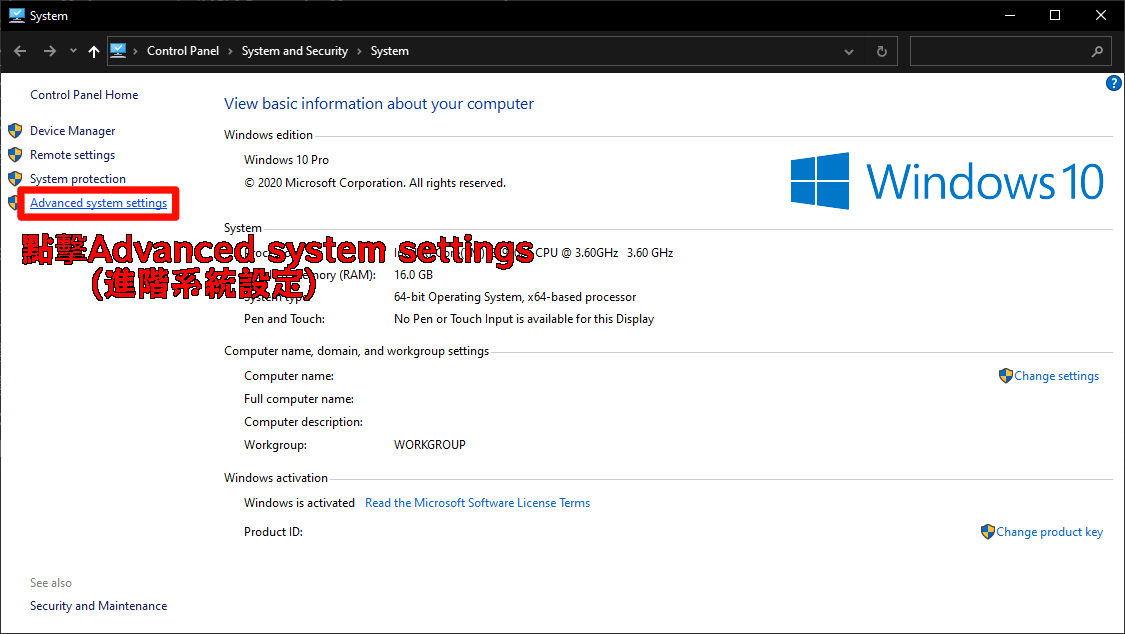 System
Control Panel › System and Security › System
Control Panel Home
Device Manager
Remote settings
System protection
Advanced system settings
點擊Advanced system settings
(進階系統設定)
View basic information about your computer
Windows edition
Windows 10 Pro
© 2020 Microsoft Corporation. All rights reserved.
Windows 10
System
CPU @ 3.60GHz 3.60 GHz
(RAM): 16.0 GB
System type: 64-bit Operating System, x64-based processor
Pen and Touch: No Pen or Touch Input is available for this Display
Computer name, domain, and workgroup settings
Computer name:
Change settings
Full computer name:
Computer description:
Workgroup: WORKGROUP
Windows activation
Windows is activated Read the Microsoft Software License Terms
Product ID:
Change product key
See also
Security and Maintenance